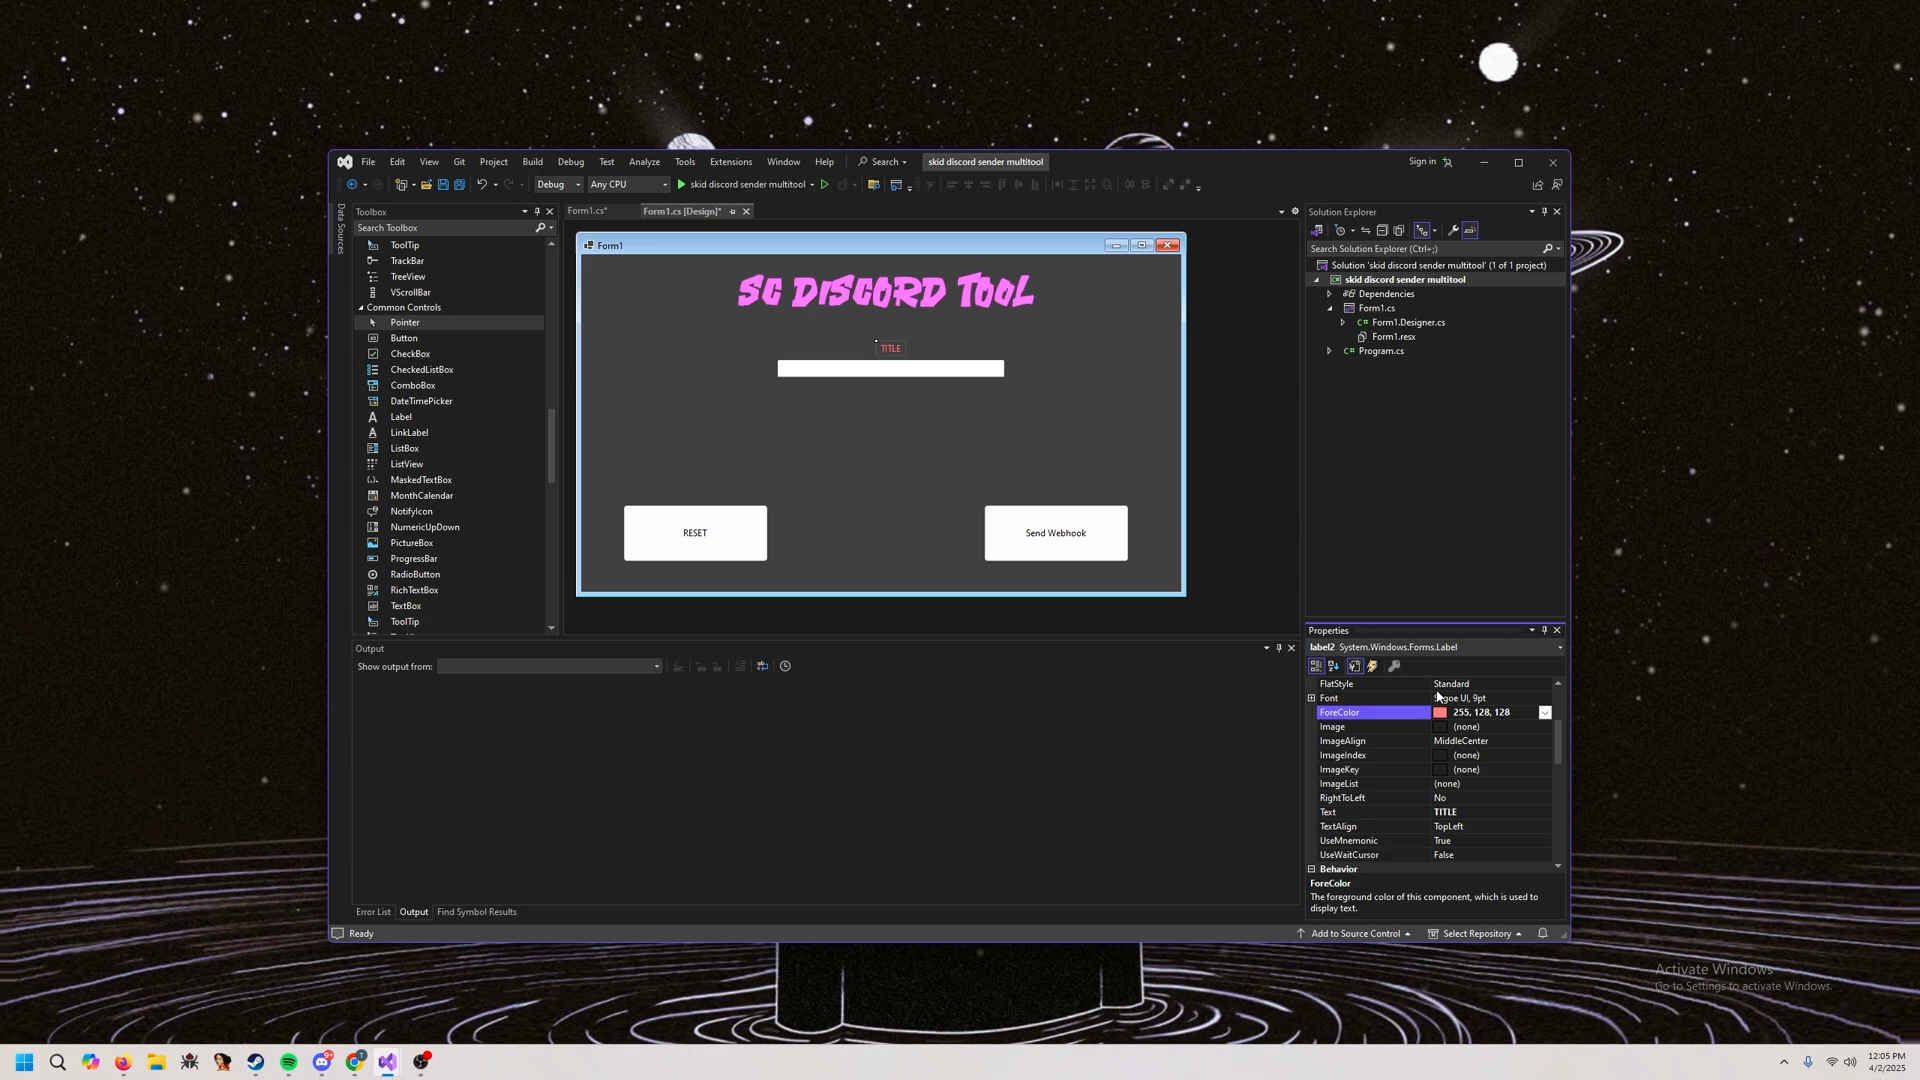 File Edit View Git Project Build Debug Test Analyze Tools Extensions Window Help Search skid discord sender multitool Sign in
Debug Any CPU skid discord sender multitool
Data Sources
Toolbox
Search Toolbox
ToolTip
TrackBar
TreeView
VScrollBar
Common Controls
Pointer
Button
CheckBox
CheckedListBox
ComboBox
DateTimePicker
Label
LinkLabel
ListBox
ListView
MaskedTextBox
MonthCalendar
NotifyIcon
NumericUpDown
PictureBox
ProgressBar
RadioButton
RichTextBox
TextBox
ToolTip
Form1.cs* Form1.cs [Design]*
Form1
SC DISCORD TOOL
TITLE
RESET Send Webhook
Solution Explorer
Search Solution Explorer (Ctrl+;)
Solution 'skid discord sender multitool' (1 of 1 project)
skid discord sender multitool
Dependencies
Form1.cs
C# Form1.Designer.cs
Form1.resx
C# Program.cs
Output
Show output from:
Error List Output Find Symbol Results
Properties
label2 System.Windows.Forms.Label
FlatStyle Standard
Font UI, 9pt
ForeColor 255, 128, 128
Image (none)
ImageAlign MiddleCenter
ImageIndex (none)
ImageKey (none)
ImageList (none)
RightToLeft No
Text TITLE
TextAlign TopLeft
UseMnemonic True
UseWaitCursor False
Behavior
ForeColor
The foreground color of this component, which is used to
display text.
Ready Add to Source Control Select Repository
Activate Windows
Go to Settings to activate Windows.
12:05 PM
4/2/2025